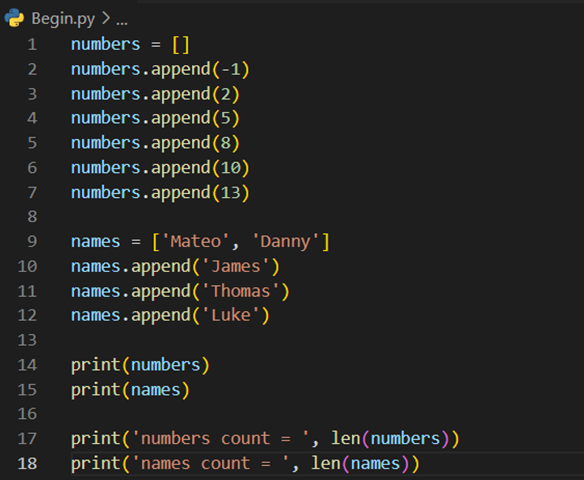 Begin.py > ...
1 numbers = []
2 numbers.append(-1)
3 numbers.append(2)
4 numbers.append(5)
5 numbers.append(8)
6 numbers.append(10)
7 numbers.append(13)
8
9 names = ['Mateo', 'Danny']
10 names.append('James')
11 names.append('Thomas')
12 names.append('Luke')
13
14 print(numbers)
15 print(names)
16
17 print('numbers count = ', len(numbers))
18 print('names count = ', len(names))